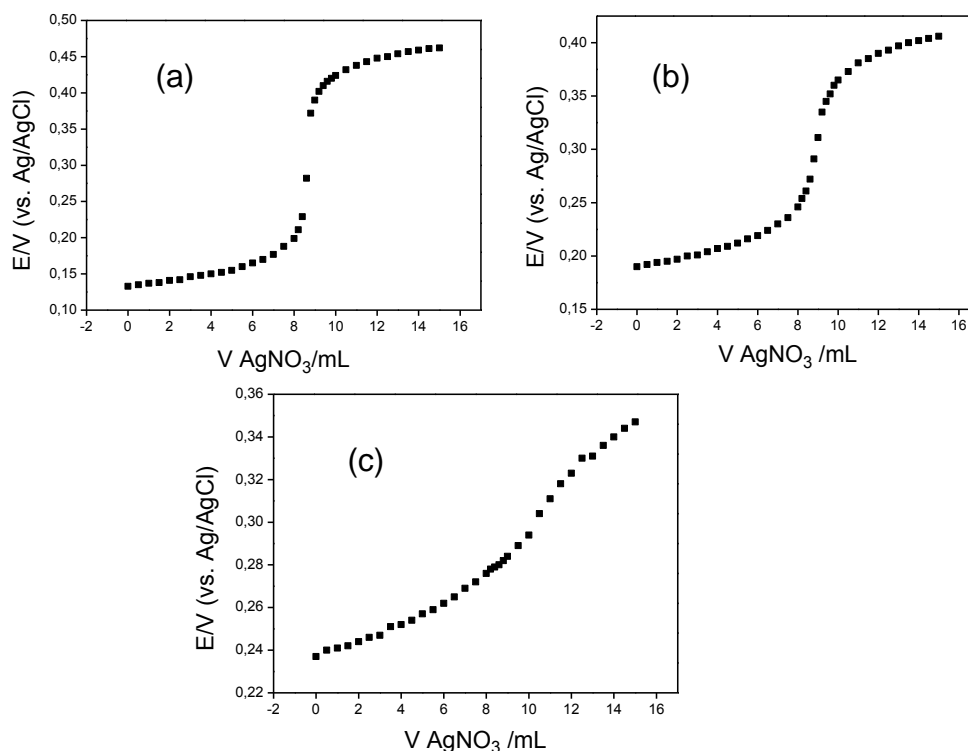 (a)
0,50
0,45
0,40
0,35
0,30
0,25
0,20
0,15
0,10
E/V (vs. Ag/AgCl)
-2 0 2 4 6 8 10 12 14 16
V AgNO₃/mL
(b)
0,40
0,35
0,30
0,25
0,20
0,15
E/V (vs. Ag/AgCl)
-2 0 2 4 6 8 10 12 14 16
V AgNO₃ /mL
(c)
0,36
0,34
0,32
0,30
0,28
0,26
0,24
0,22
E/V (vs. Ag/AgCl)
-2 0 2 4 6 8 10 12 14 16
V AgNO₃ /mL